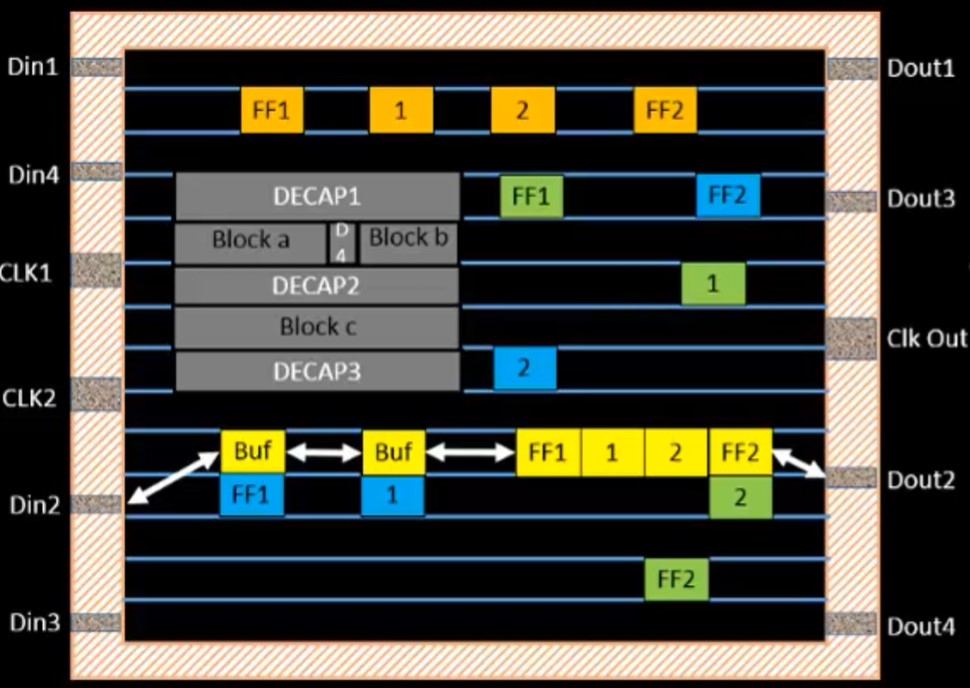 Din1
Dout1
FF1 1 2 FF2
Din4
DECAP1
FF1
FF2
Dout3
Block a
D
4
Block b
CLK1
DECAP2
1
Block c
Clk Out
DECAP3
2
CLK2
Buf Buf FF1 1 2 FF2
Dout2
Din2
FF1 1 2
FF2
Din3
Dout4